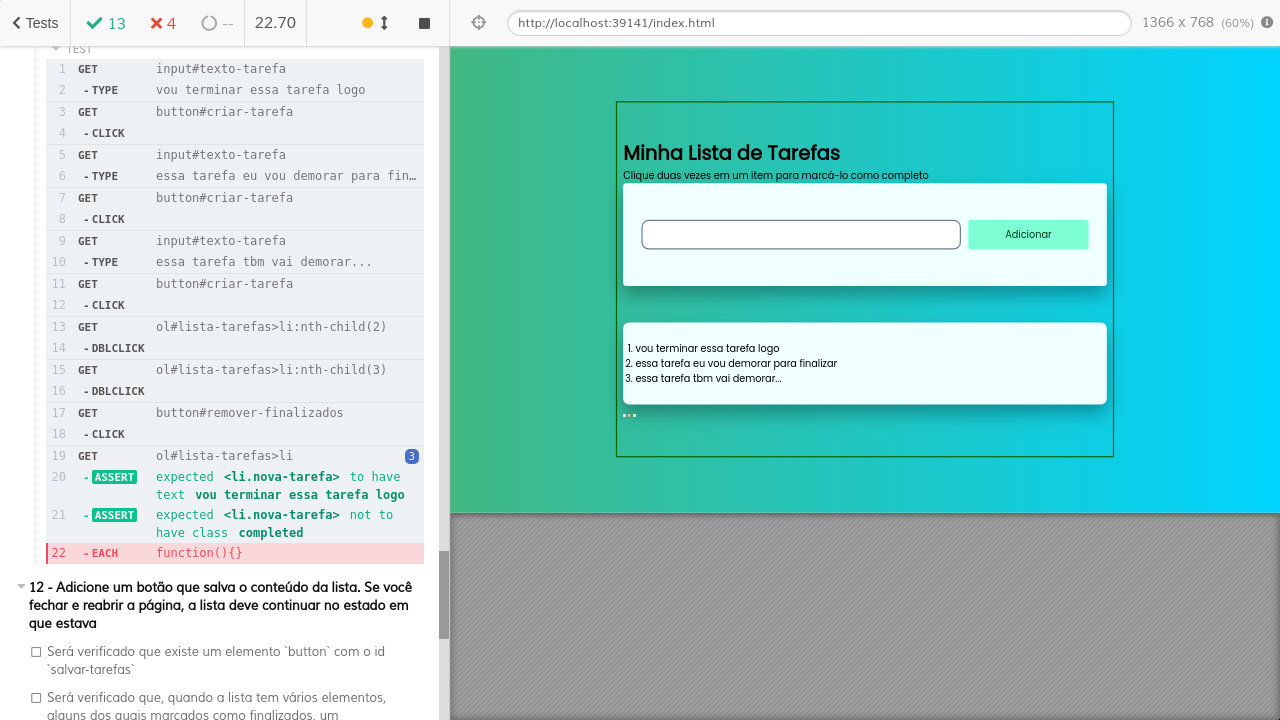 Tests 13 4 -- 22.70
http://localhost:39141/index.html 1366 x 768 (60%)
TEST
1 GET input#texto-tarefa
2 -TYPE vou terminar essa tarefa logo
3 GET button#criar-tarefa
4 -CLICK
5 GET input#texto-tarefa
6 -TYPE essa tarefa eu vou demorar para fin…
7 GET button#criar-tarefa
8 -CLICK
9 GET input#texto-tarefa
10 -TYPE essa tarefa tbm vai demorar...
11 GET button#criar-tarefa
12 -CLICK
13 GET ol#lista-tarefas>li:nth-child(2)
14 -DBLCLICK
15 GET ol#lista-tarefas>li:nth-child(3)
16 -DBLCLICK
17 GET button#remover-finalizados
18 -CLICK
19 GET ol#lista-tarefas>li 3
20 -ASSERT expected <li.nova-tarefa> to have
text vou terminar essa tarefa logo
21 -ASSERT expected <li.nova-tarefa> not to
have class completed
22 -EACH function(){}
12 - Adicione um botão que salva o conteúdo da lista. Se você
fechar e reabrir a página, a lista deve continuar no estado em
que estava
Será verificado que existe um elemento `button` com o id
`salvar-tarefas`
Será verificado que, quando a lista tem vários elementos,
alguns dos quais marcados como finalizados, um
Minha Lista de Tarefas
Clique duas vezes em um item para marcá-lo como completo
Adicionar
1. vou terminar essa tarefa logo
2. essa tarefa eu vou demorar para finalizar
3. essa tarefa tbm vai demorar...